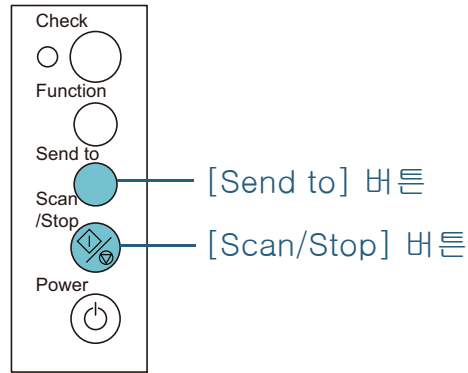 Check
Function
Send to
[Send to] 버튼
Scan
/Stop
[Scan/Stop] 버튼
Power